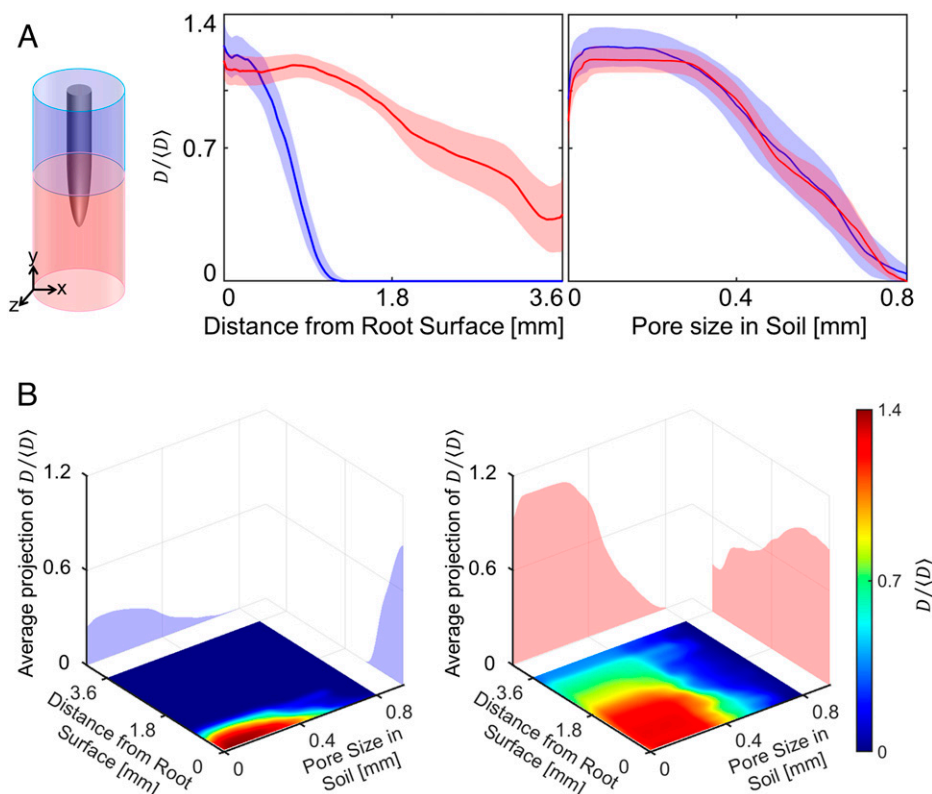 A
y
x
z
D/⟨D⟩
1.4
0.7
0
0
1.8
3.6
Distance from Root Surface [mm]
0
0.4
0.8
Pore size in Soil [mm]
B
Average projection of D/⟨D⟩
1.2
0.6
0
3.6
1.8
0
Distance from Root
Surface [mm]
0
0.4
0.8
Pore Size in
Soil [mm]
Average projection of D/⟨D⟩
1.2
0.6
0
3.6
1.8
0
Distance from Root
Surface [mm]
0
0.4
0.8
Pore Size in
Soil [mm]
1.4
0.7
0
D/⟨D⟩